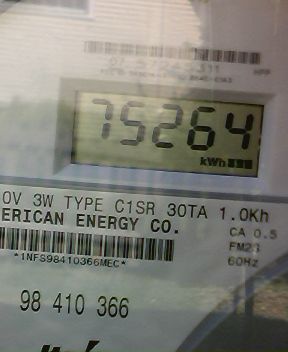 75264
kWh
0V 3W TYPE C1SR 30TA 1.0Kh
ERICAN ENERGY CO.
CA 0.5
FM2S
60Hz
*1NFS98410366MEC*
98 410 366